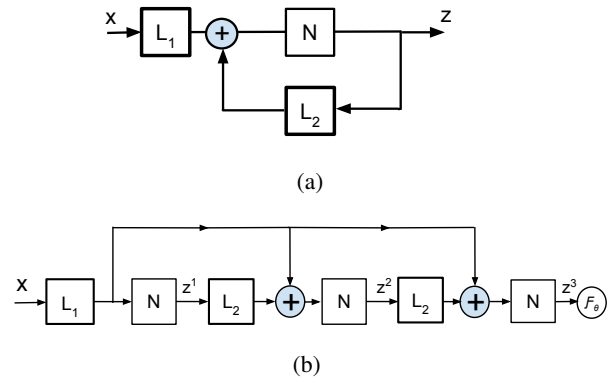 x L₁ + N z
L₂
(a)
x L₁ N z¹ L₂ + N z² L₂ + N z³ Fθ
(b)